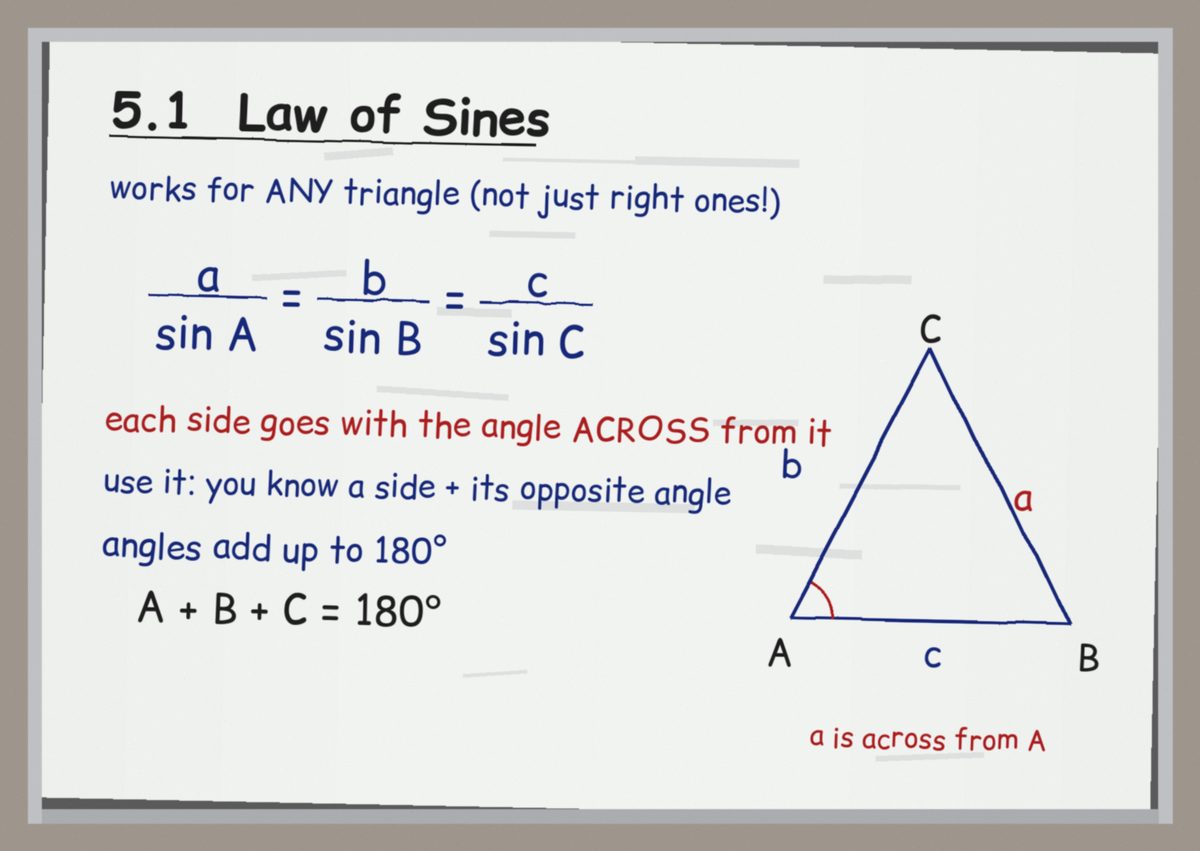 5.1 Law of Sines
works for ANY triangle (not just right ones!)
a / sin A = b / sin B = c / sin C
each side goes with the angle ACROSS from it
use it: you know a side + its opposite angle
angles add up to 180°
A + B + C = 180°
C
b
a
A
c
B
a is across from A